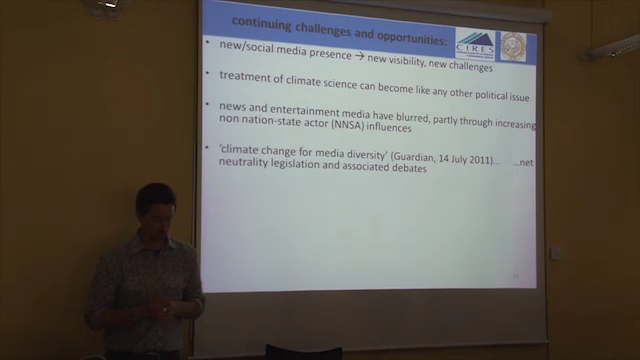 continuing challenges and opportunities:
CIRES
• new/social media presence → new visibility, new challenges
• treatment of climate science can become like any other political issue
• news and entertainment media have blurred, partly through increasing
non nation-state actor (NNSA) influences
• 'climate change for media diversity' (Guardian, 14 July 2011)... ...net
neutrality legislation and associated debates